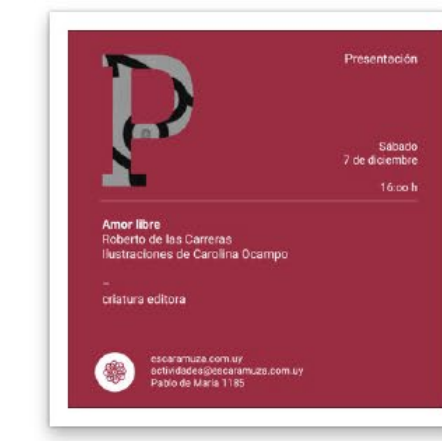 P
Presentación
Sábado
7 de diciembre
16:00 h
Amor libre
Roberto de las Carreras
Ilustraciones de Carolina Ocampo
–
criatura editora
escaramuza.com.uy
actividades@escaramuza.com.uy
Pablo de María 1185